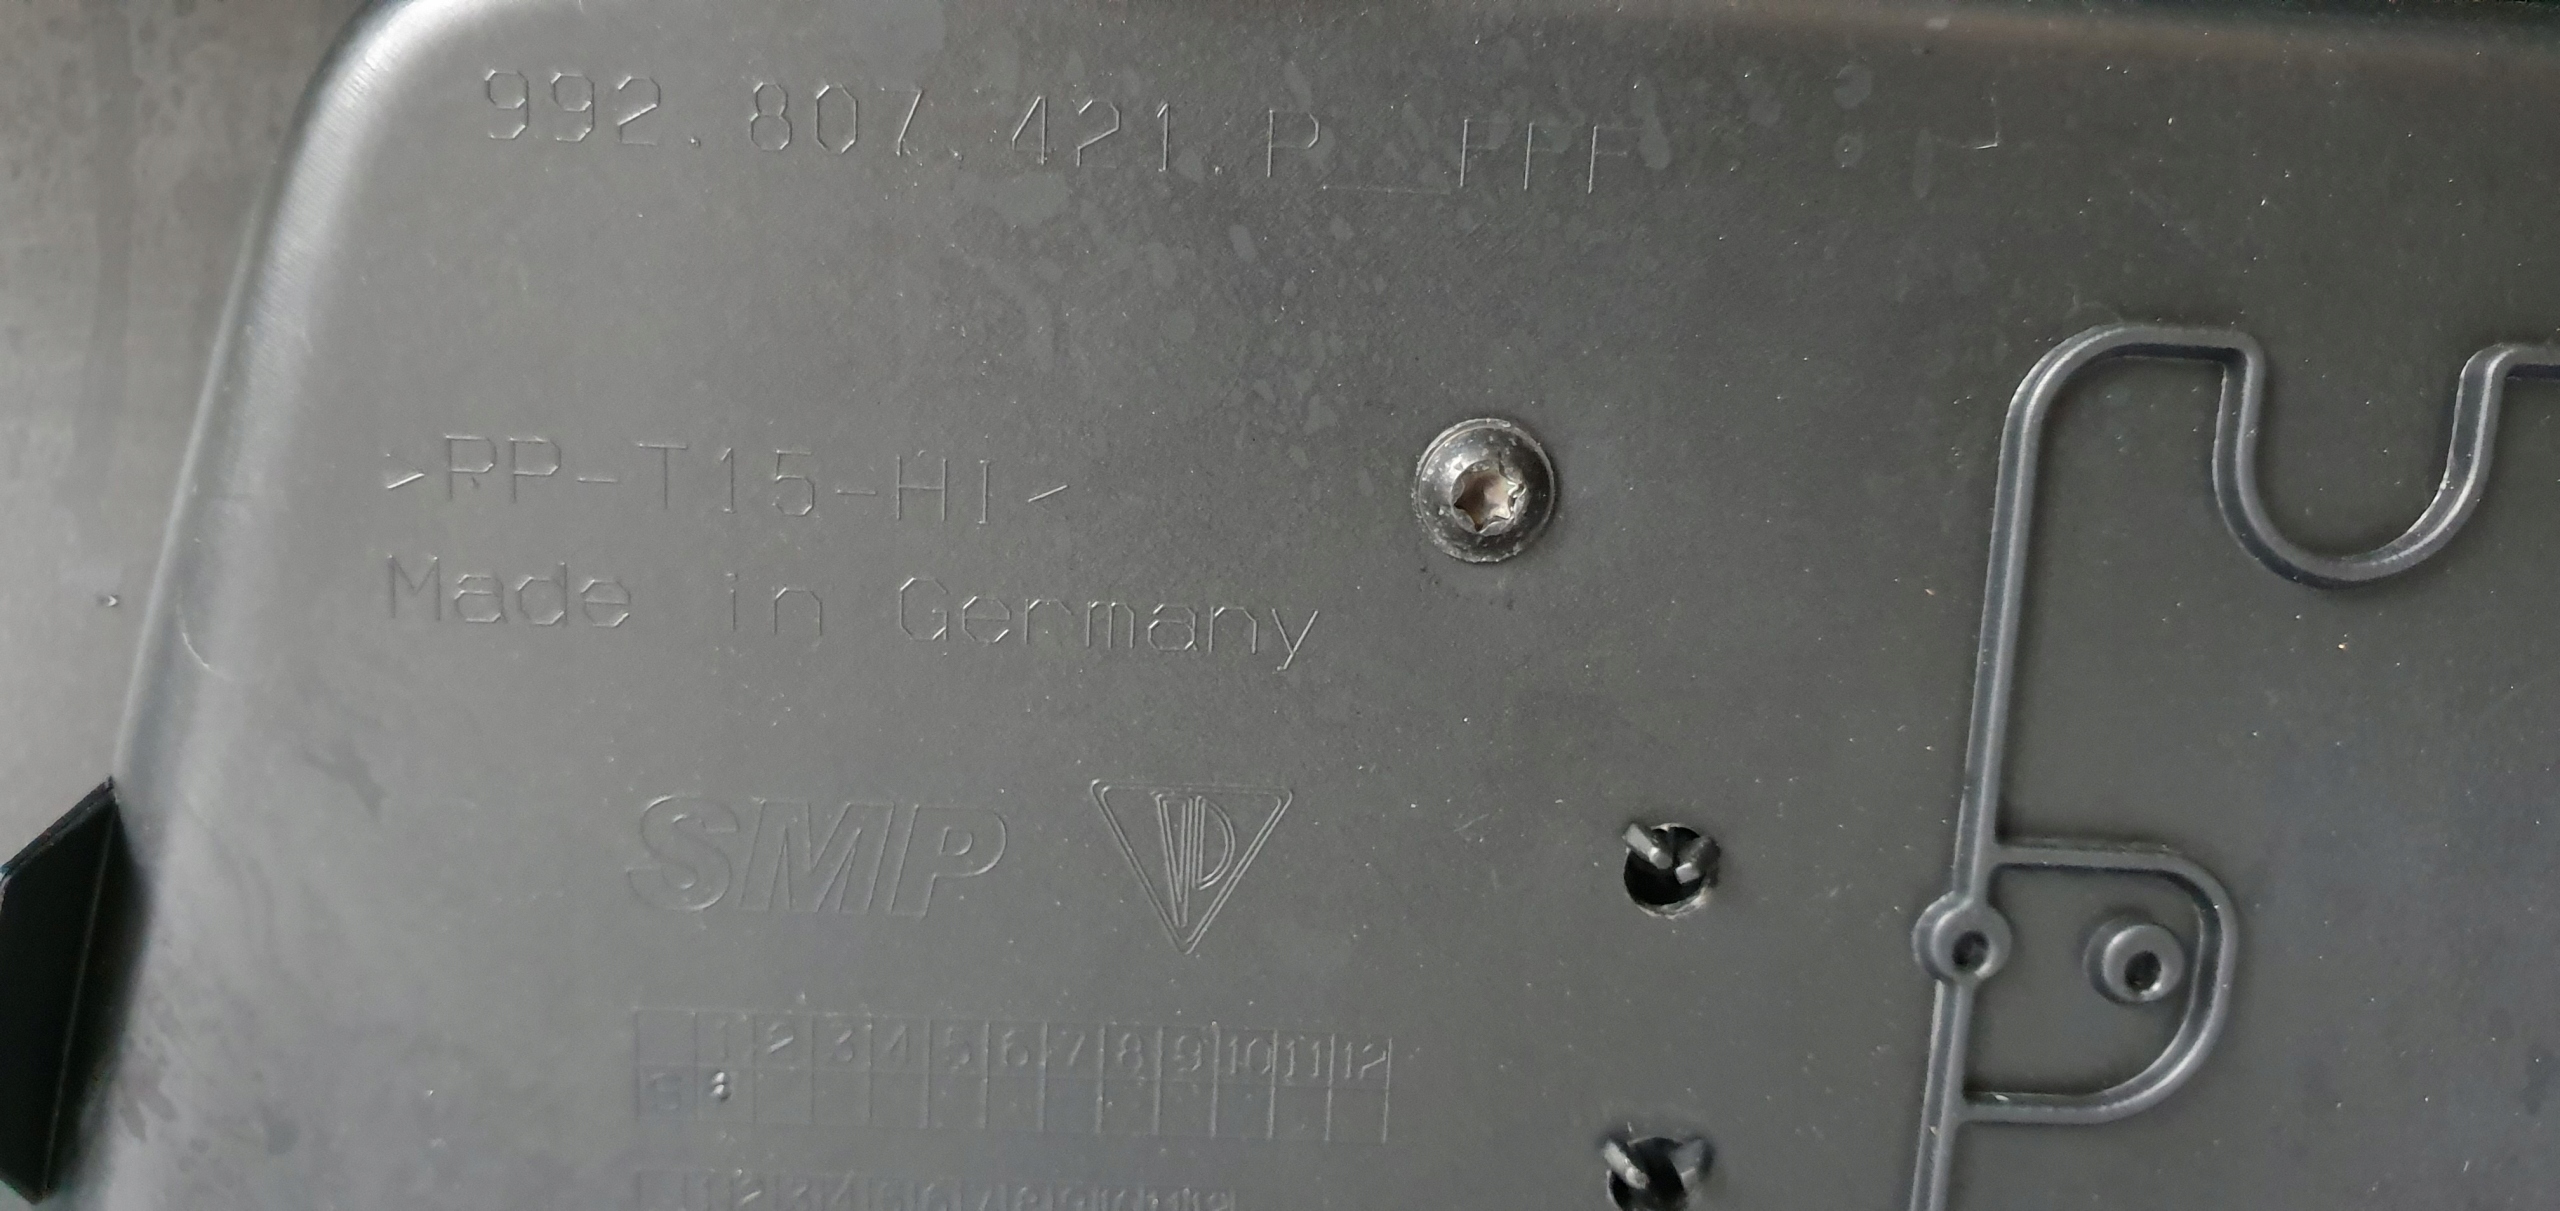 992.807.421.P__FFF
>PP-T15-HI<
Made in Germany
SMP
1 2 3 4 5 6 7 8 9 10 11 12